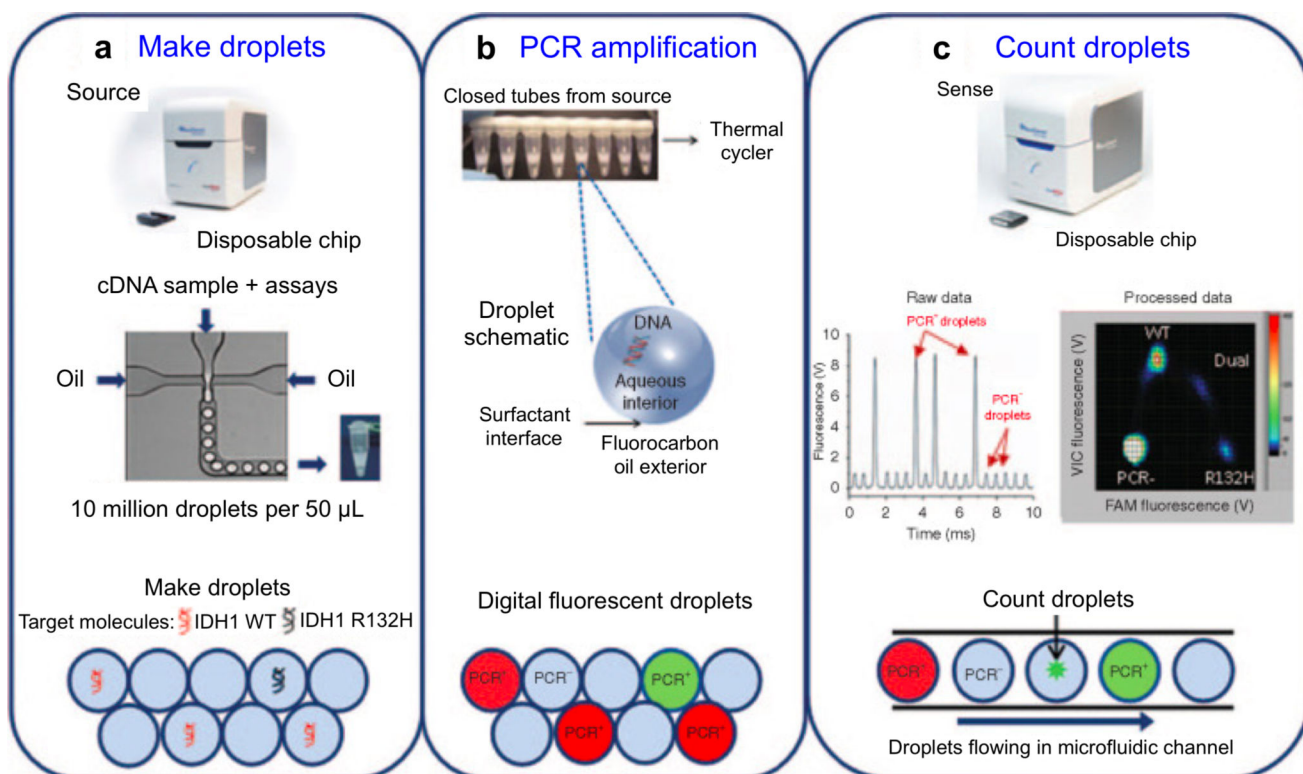 a Make droplets
Source
Disposable chip
cDNA sample + assays
Oil
Oil
10 million droplets per 50 µL
Make droplets
Target molecules: IDH1 WT IDH1 R132H
b PCR amplification
Closed tubes from source
Thermal
cycler
Droplet
schematic
DNA
Aqueous
interior
Surfactant
interface
Fluorocarbon
oil exterior
Digital fluorescent droplets
PCR⁺
PCR⁻
PCR⁺
PCR⁺
PCR⁺
c Count droplets
Sense
Disposable chip
Raw data
PCR⁺ droplets
PCR⁻
droplets
Fluorescence (V)
10
8
6
4
2
0
0 2 4 6 8 10
Time (ms)
Processed data
WT
Dual
PCR-
R132H
VIC fluorescence (V)
FAM fluorescence (V)
Count droplets
PCR⁻
PCR⁺
Droplets flowing in microfluidic channel